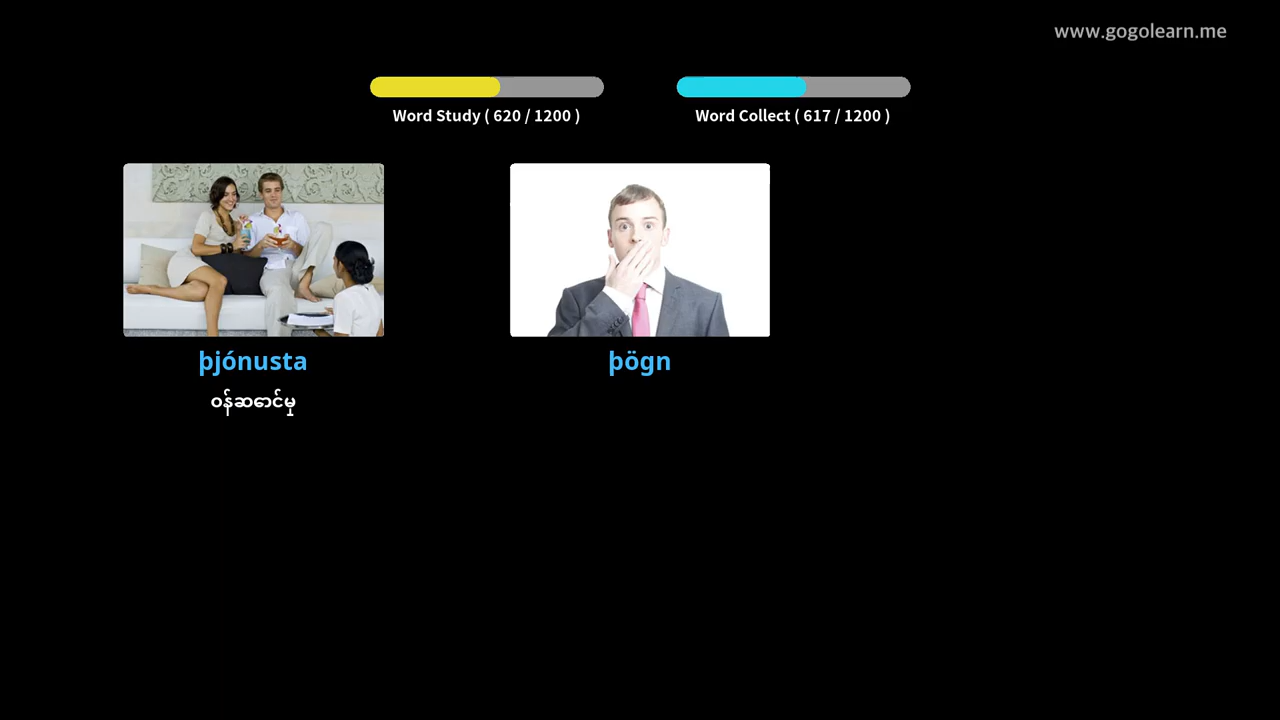 www.gogolearn.me
Word Study ( 620 / 1200 )
Word Collect ( 617 / 1200 )
þjónusta
þögn
ဝန်ဆောင်မှု